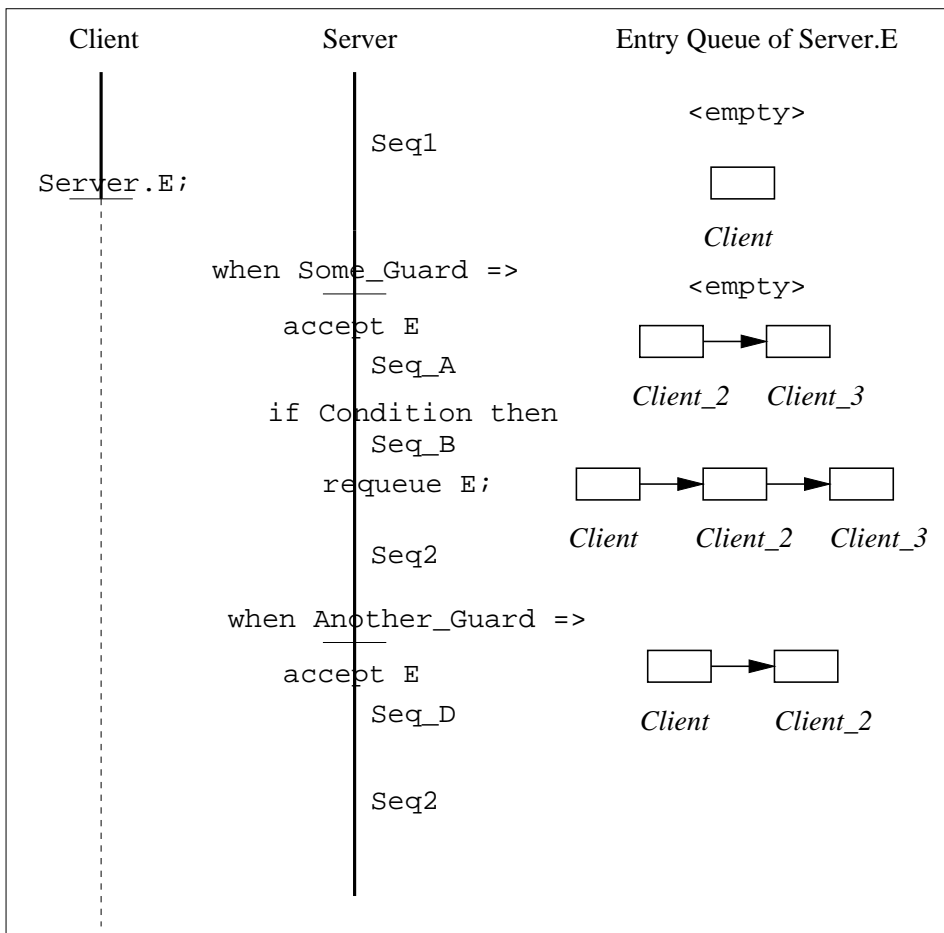 Client Server Entry Queue of Server.E
<empty>
Seq1
Server.E;
Client
when Some_Guard =>
<empty>
accept E
Seq_A
Client_2 Client_3
if Condition then
Seq_B
requeue E;
Client Client_2 Client_3
Seq2
when Another_Guard =>
accept E
Seq_D
Client Client_2
Seq2